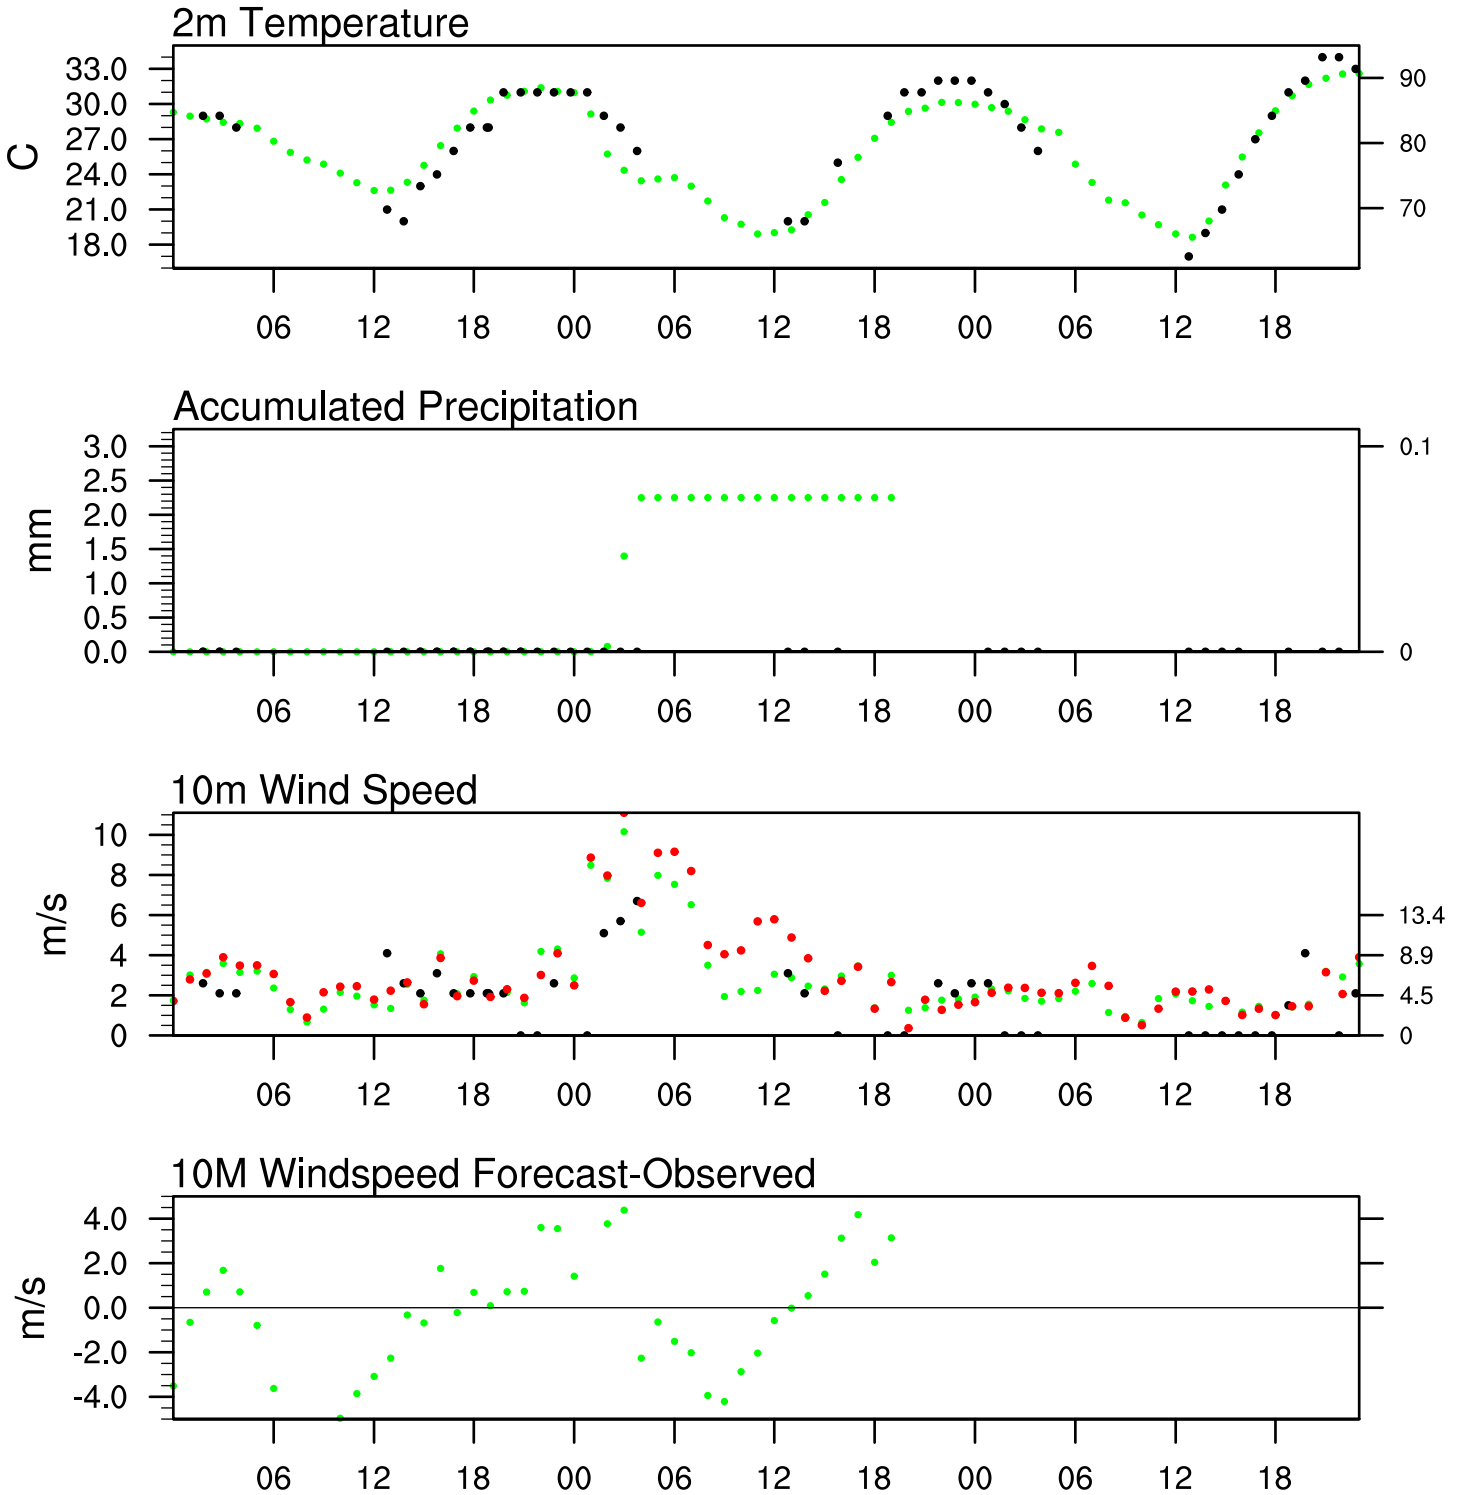 2m Temperature
33.0
30.0
27.0
24.0
21.0
18.0
C
90
80
70
06 12 18 00 06 12 18 00 06 12 18
Accumulated Precipitation
3.0
2.5
2.0
1.5
1.0
0.5
0.0
mm
0.1
0
06 12 18 00 06 12 18 00 06 12 18
10m Wind Speed
10
8
6
4
2
0
m/s
13.4
8.9
4.5
0
06 12 18 00 06 12 18 00 06 12 18
10M Windspeed Forecast-Observed
4.0
2.0
0.0
-2.0
-4.0
m/s
06 12 18 00 06 12 18 00 06 12 18